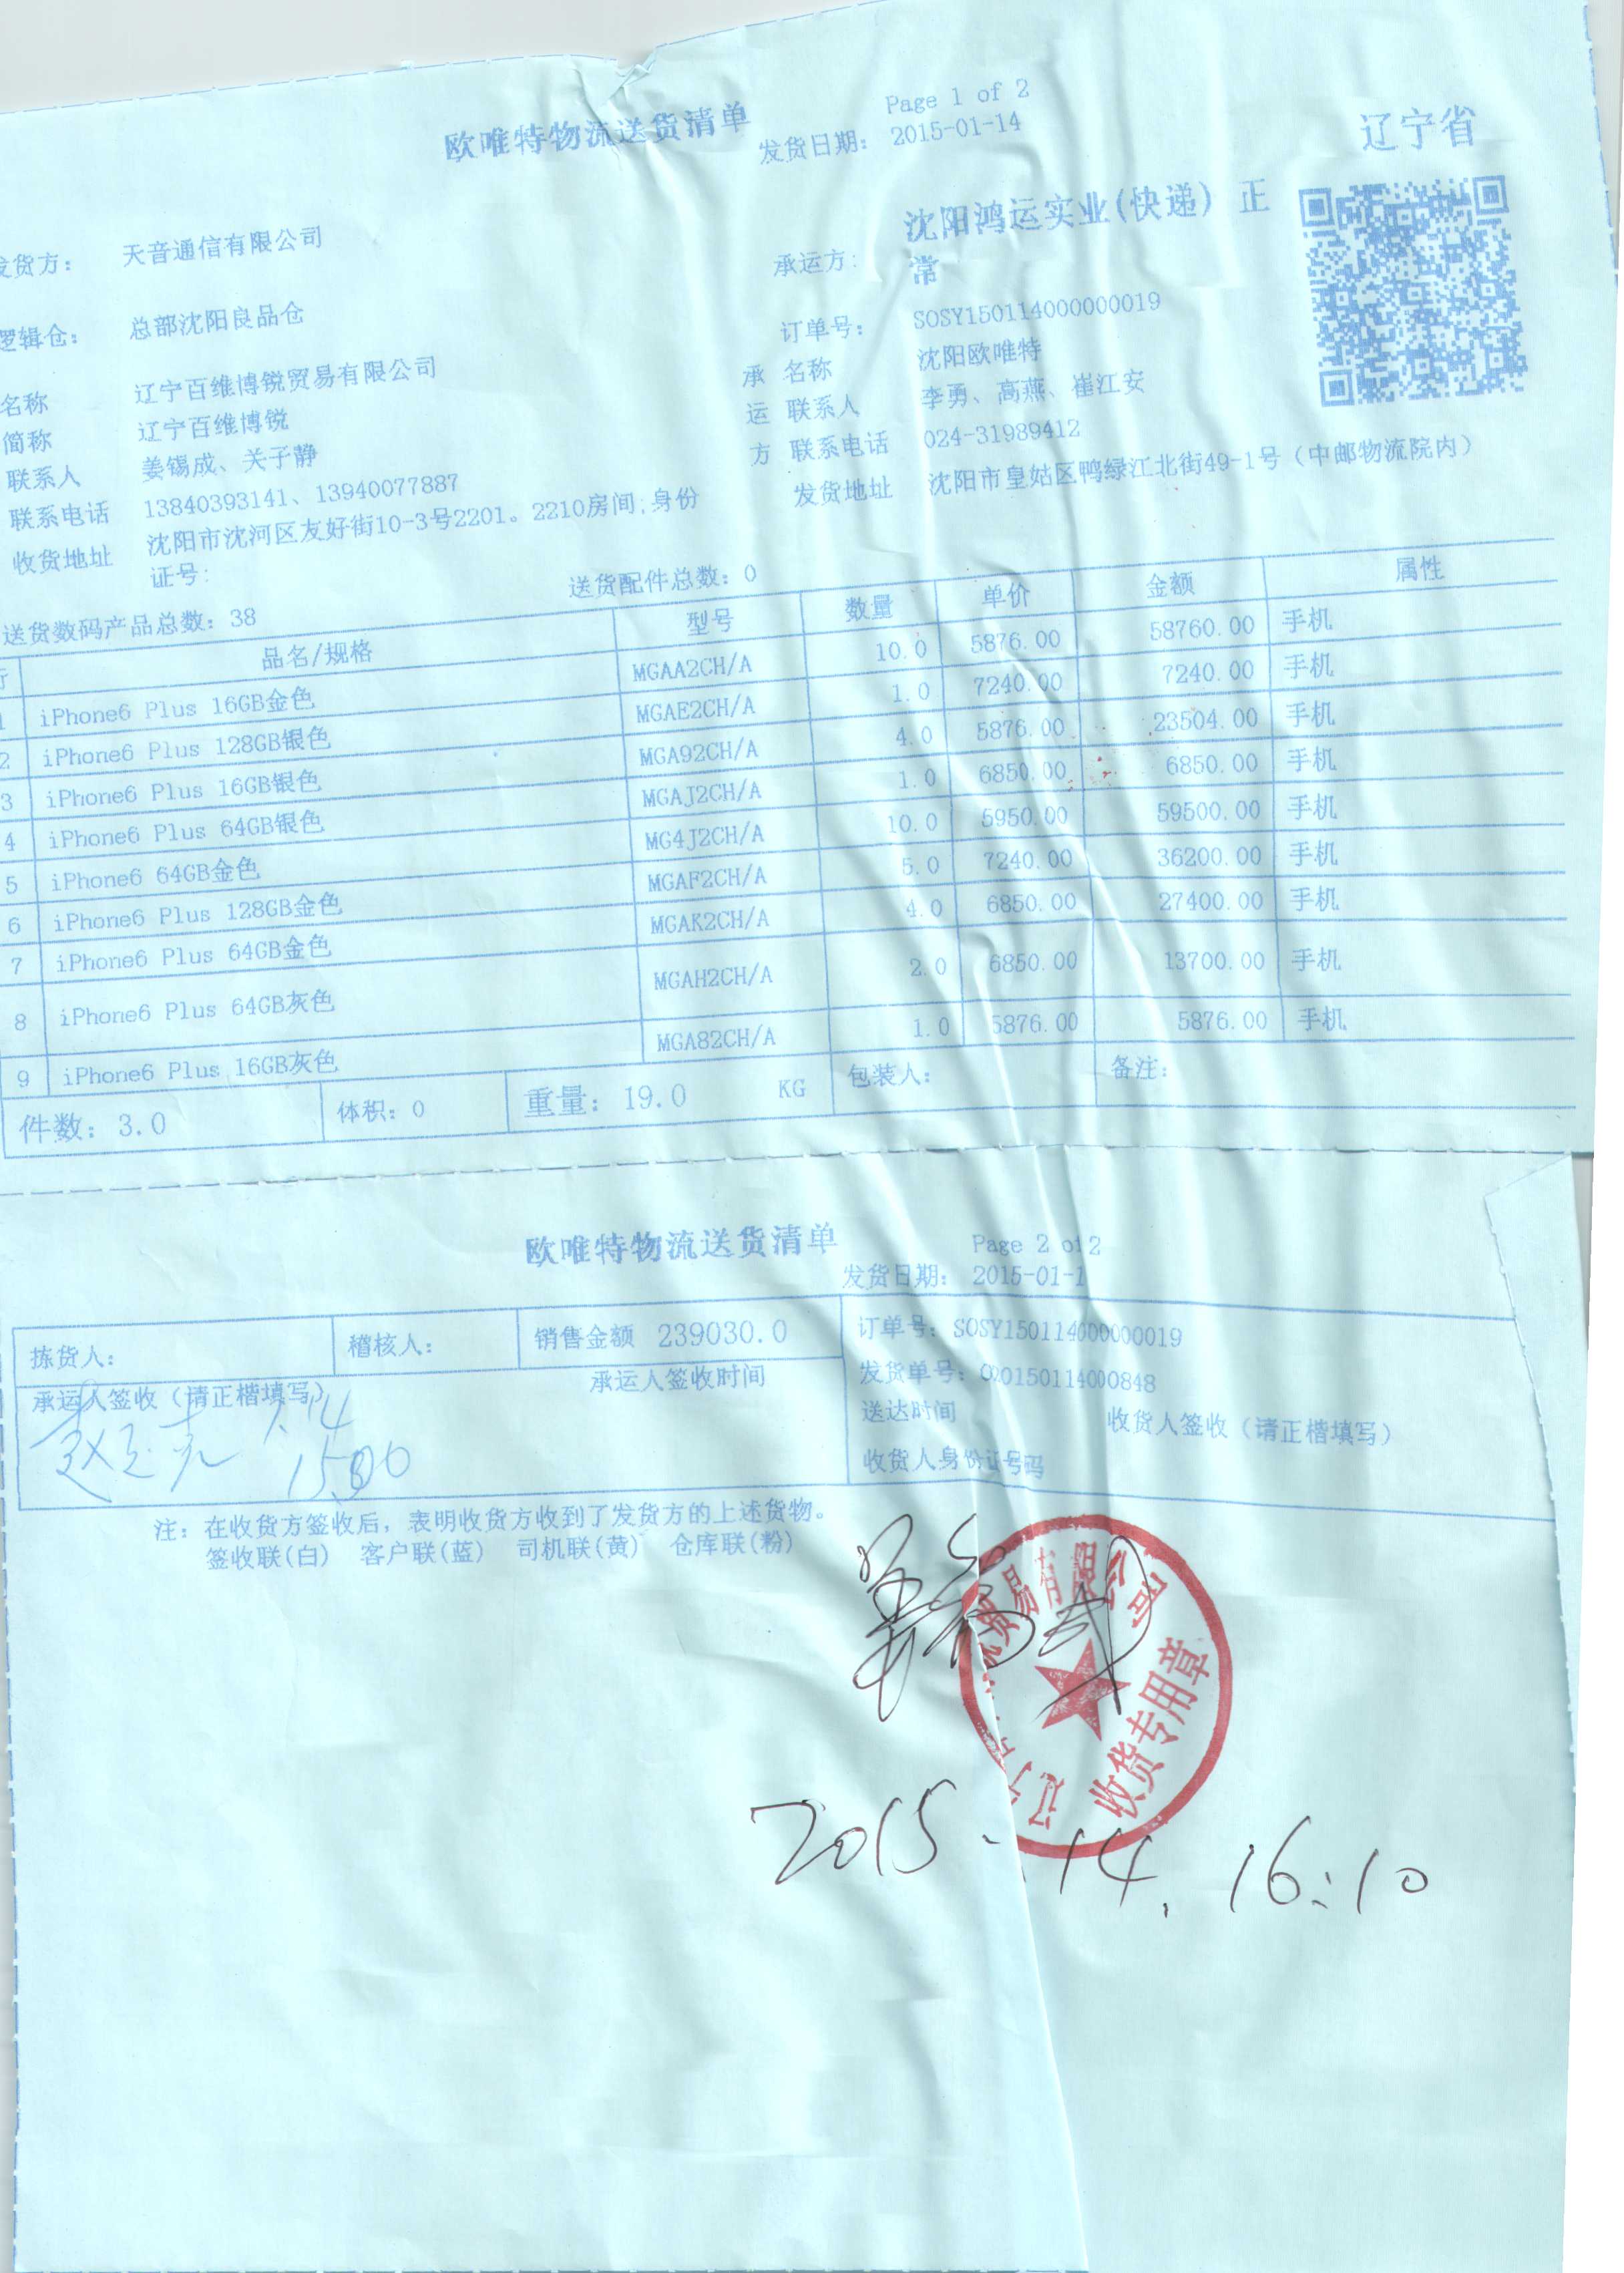 Page 1 of 2
欧唯特物流送货清单
发货日期: 2015-01-14
辽宁省
发货方: 天音通信有限公司
承运方: 沈阳鸿运实业(快递) 正常
逻辑仓: 总部沈阳良品仓
订单号: SOSY150114000000019
名称 辽宁百维博锐贸易有限公司
承 名称 沈阳欧唯特
简称 辽宁百维博锐
运 联系人 李勇、高燕、崔江安
联系人 姜锡成、关子静
方 联系电话 024-31989412
联系电话 13840393141、13940077887
发货地址 沈阳市皇姑区鸭绿江北街49-1号(中邮物流院内)
收货地址 沈阳市沈河区友好街10-3号2201。2210房间;身份
证号:
送货数码产品总数: 38 送货配件总数: 0
行 品名/规格 型号 数量 单价 金额 属性
1 iPhone6 Plus 16GB金色 MGAA2CH/A 10.0 5876.00 58760.00 手机
2 iPhone6 Plus 128GB银色 MGAE2CH/A 1.0 7240.00 7240.00 手机
3 iPhone6 Plus 16GB银色 MGA92CH/A 4.0 5876.00 23504.00 手机
4 iPhone6 Plus 64GB银色 MGAJ2CH/A 1.0 6850.00 6850.00 手机
5 iPhone6 64GB金色 MG4J2CH/A 10.0 5950.00 59500.00 手机
6 iPhone6 Plus 128GB金色 MGAF2CH/A 5.0 7240.00 36200.00 手机
7 iPhone6 Plus 64GB金色 MGAK2CH/A 4.0 6850.00 27400.00 手机
8 iPhone6 Plus 64GB灰色 MGAH2CH/A 2.0 6850.00 13700.00 手机
9 iPhone6 Plus 16GB灰色 MGA82CH/A 1.0 5876.00 5876.00 手机
件数: 3.0 体积: 0 重量: 19.0 KG 包装人: 备注:
欧唯特物流送货清单 Page 2 of 2
发货日期: 2015-01-1
拣货人: 稽核人: 销售金额 239030.0 订单号: SOSY150114000000019
承运人签收(请正楷填写) 承运人签收时间 发货单号: 020150114000848
送达时间 收货人签收(请正楷填写)
1.14
15:00
收货人身份证号码
注: 在收货方签收后, 表明收货方收到了发货方的上述货物。
签收联(白) 客户联(蓝) 司机联(黄) 仓库联(粉)
贸易有限公司
收货专用章
2015 14. 16:10